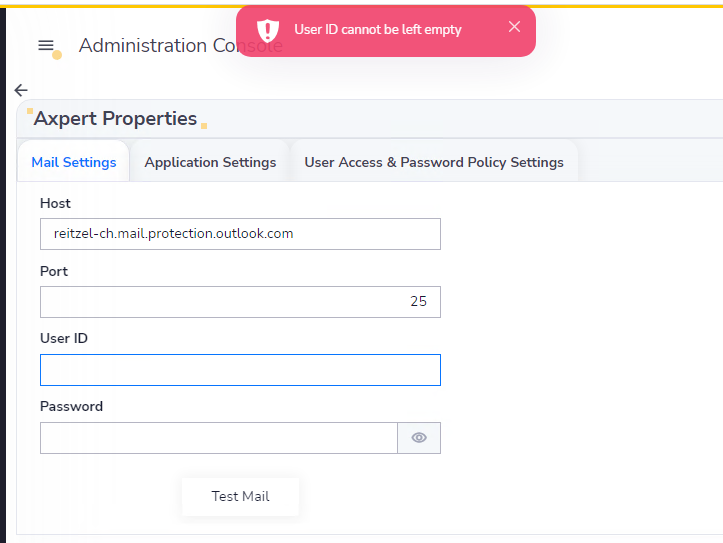 User ID cannot be left empty
Administration Console
Axpert Properties
Mail Settings
Application Settings
User Access & Password Policy Settings
Host
reitzel-ch.mail.protection.outlook.com
Port
25
User ID
Password
Test Mail